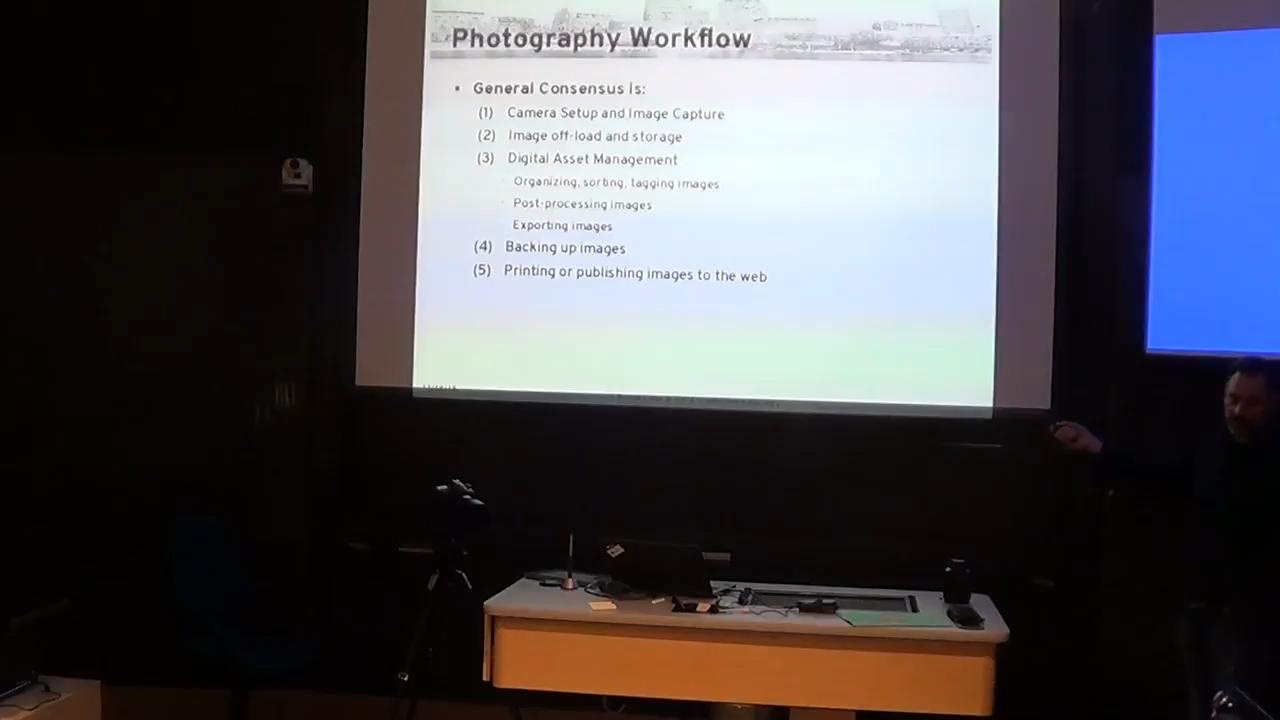 Photography Workflow
• General Consensus is:
(1) Camera Setup and Image Capture
(2) Image off-load and storage
(3) Digital Asset Management
Organizing, sorting, tagging images
Post-processing images
Exporting images
(4) Backing up images
(5) Printing or publishing images to the web